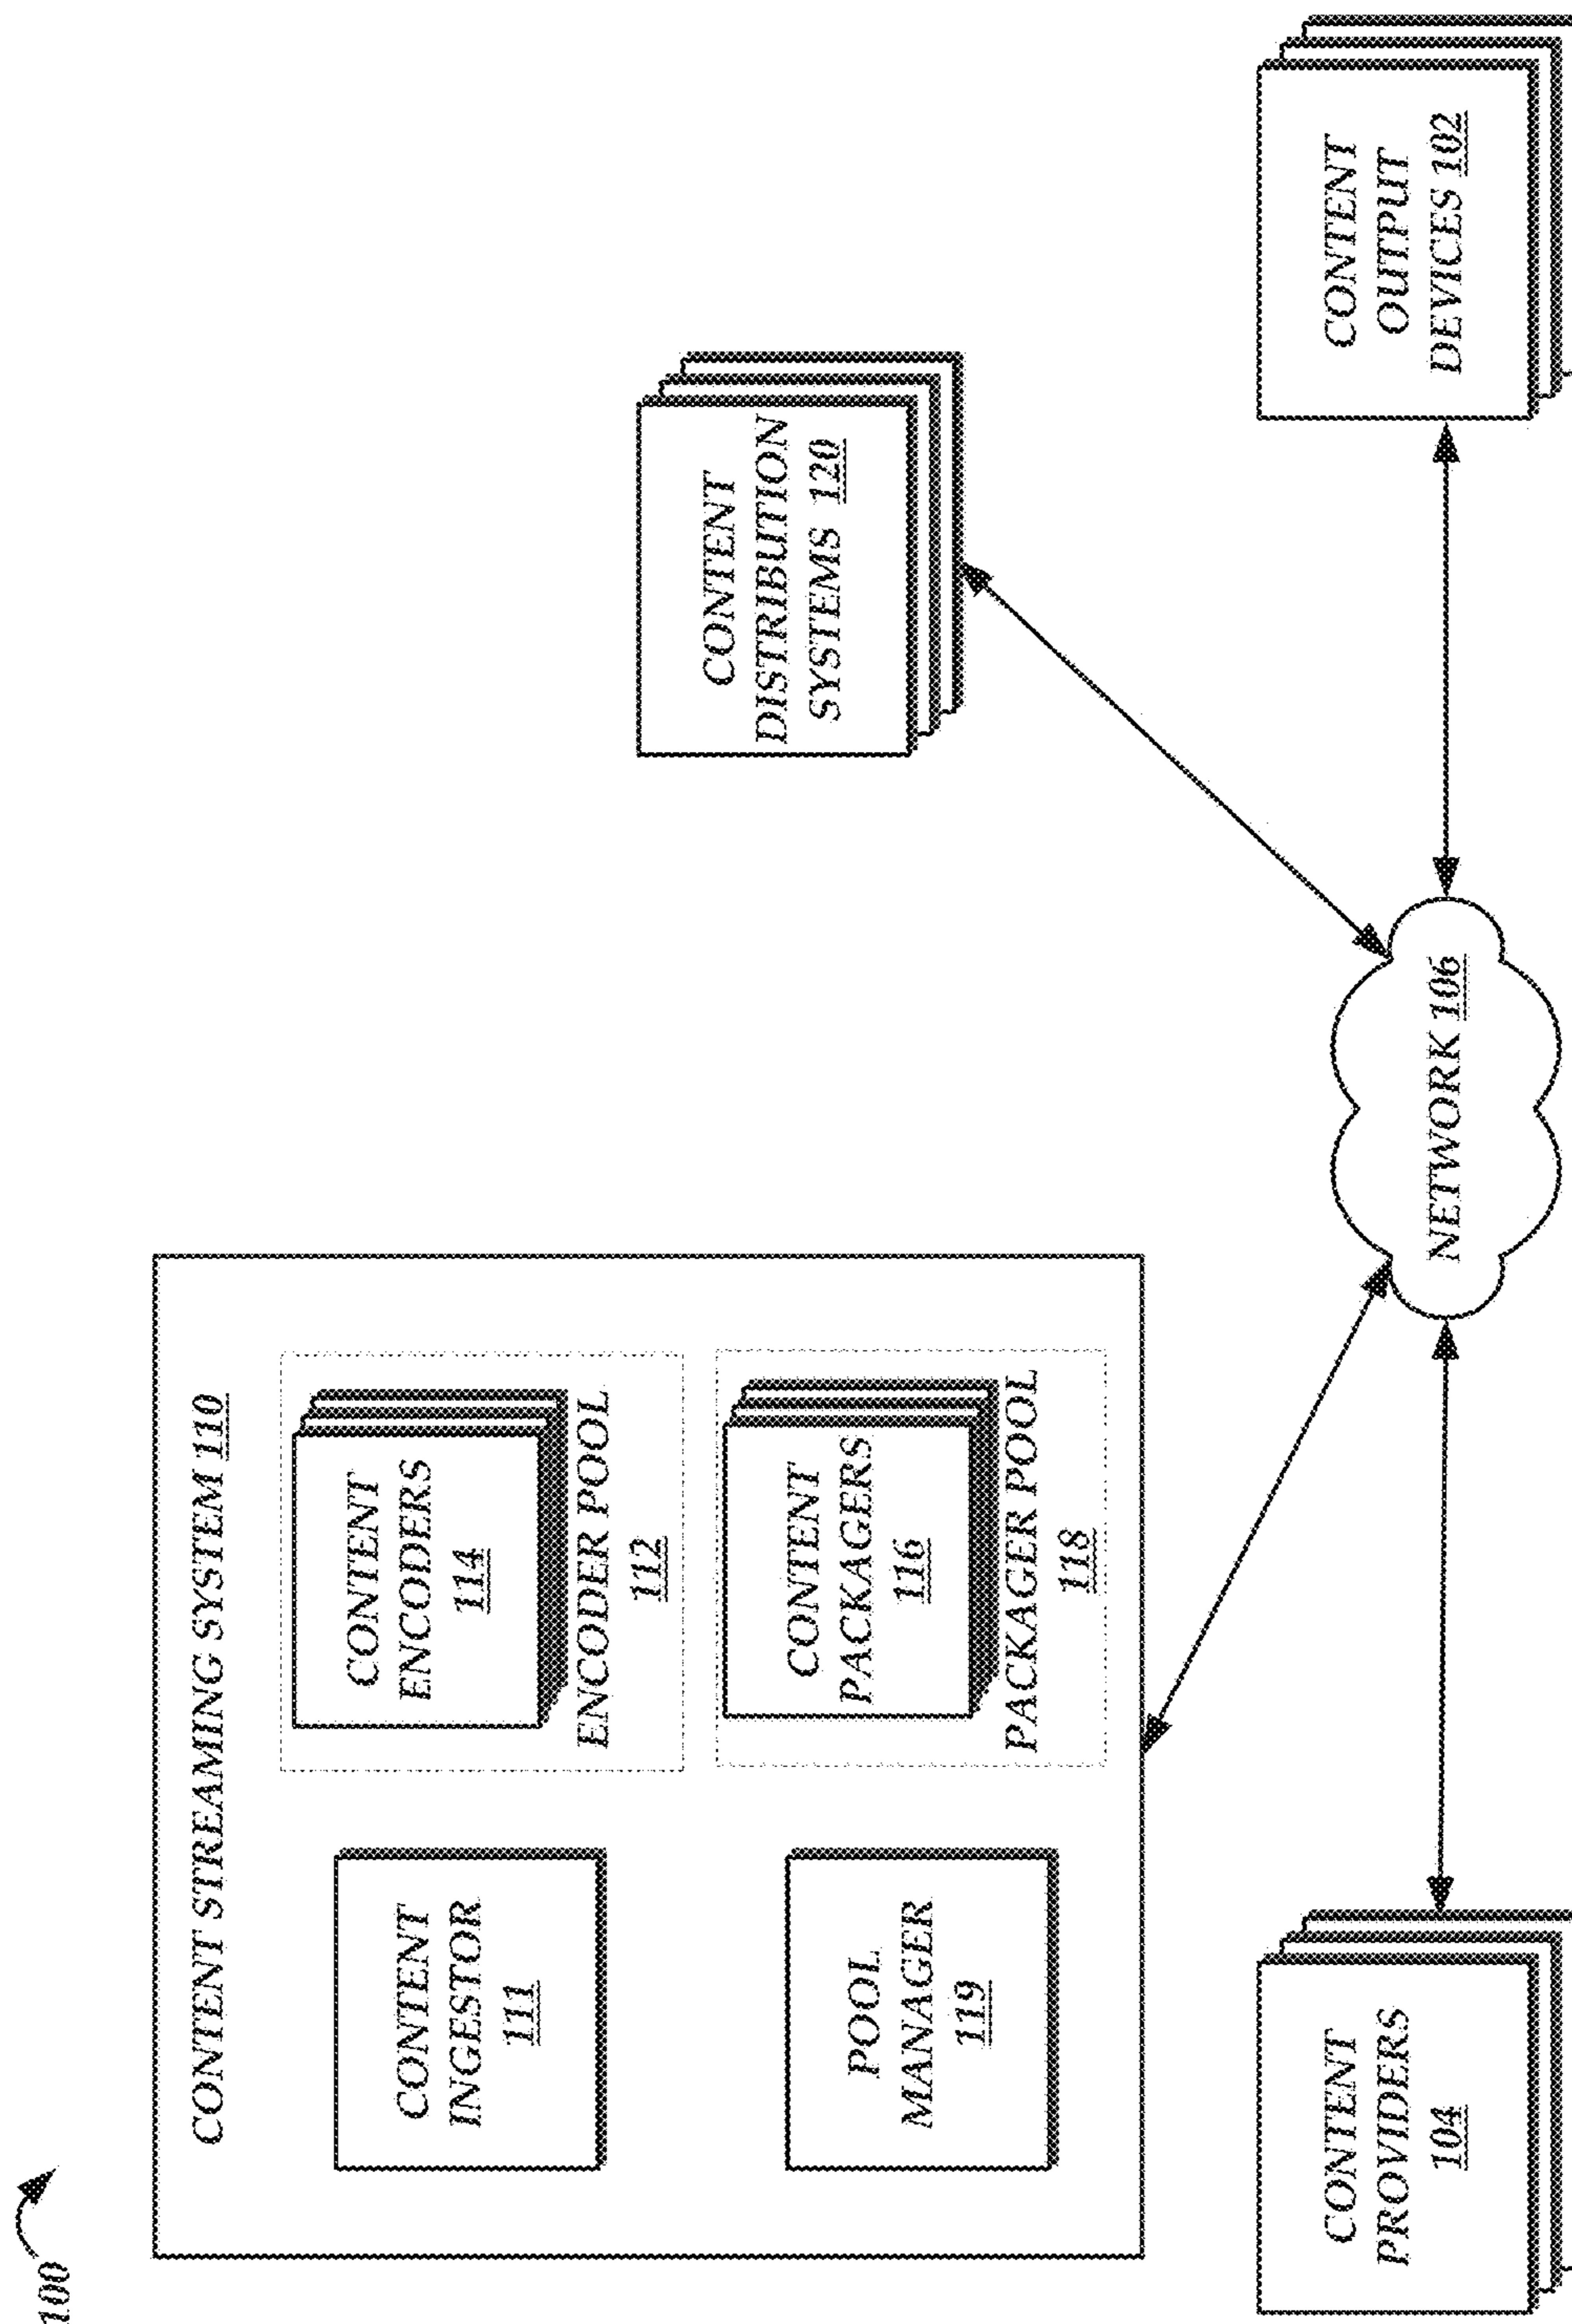 100
CONTENT STREAMING SYSTEM 110
CONTENT
INGESTOR
111
CONTENT
ENCODERS
114
ENCODER POOL
112
POOL
MANAGER
119
CONTENT
PACKAGERS
116
PACKAGER POOL
118
CONTENT
DISTRIBUTION
SYSTEMS 120
CONTENT
PROVIDERS
104
NETWORK 106
CONTENT
OUTPUT
DEVICES 102